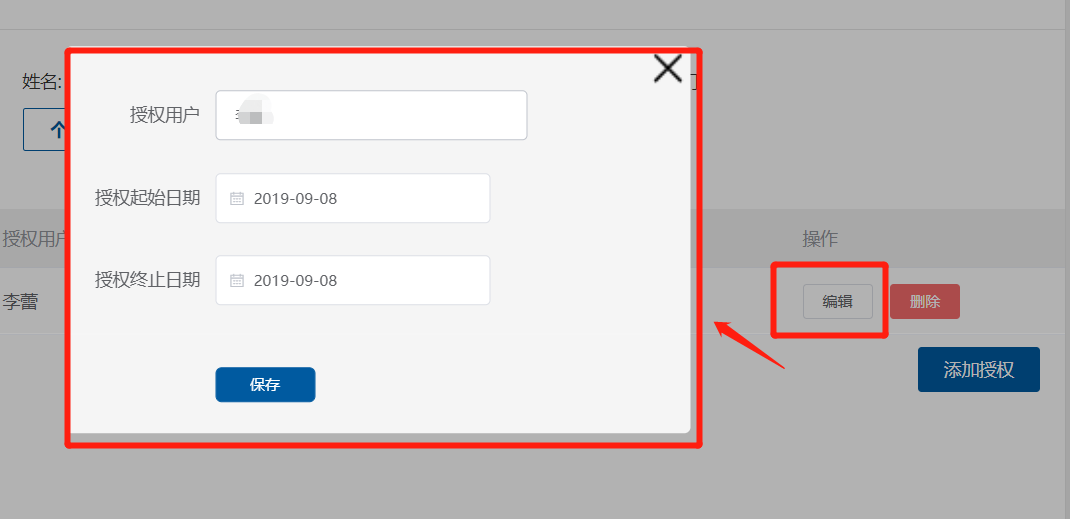 姓名:
授权用户
授权起始日期
2019-09-08
授权终止日期
2019-09-08
保存
授权用户
操作
李蕾
编辑
删除
添加授权